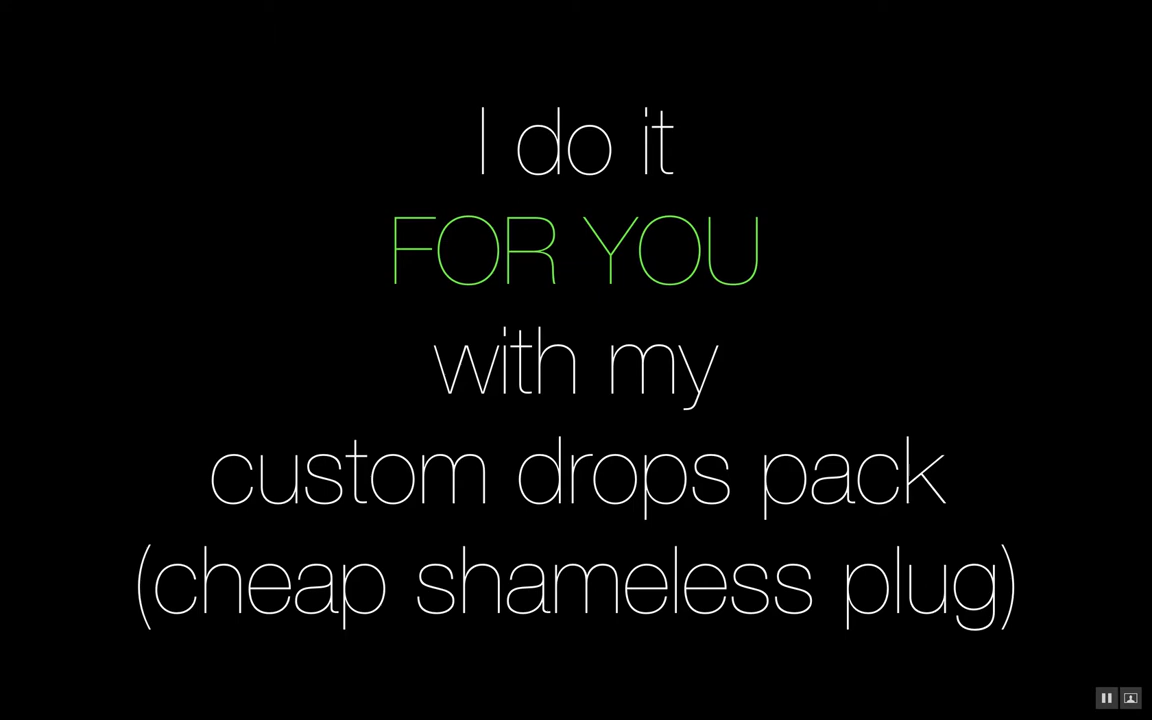 I do it
FOR YOU
with my
custom drops pack
(cheap shameless plug)